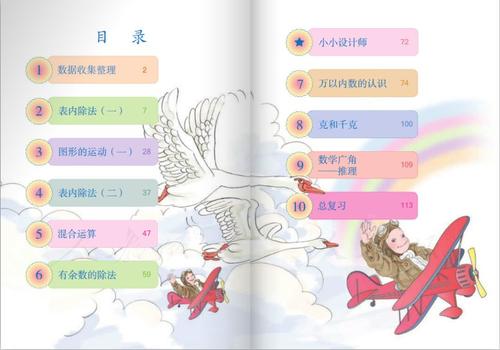 目 录
1 数据收集整理 2
2 表内除法（一） 7
3 图形的运动（一） 28
4 表内除法（二） 37
5 混合运算 47
6 有余数的除法 59
★ 小小设计师 72
7 万以内数的认识 74
8 克和千克 100
9 数学广角
——推理 109
10 总复习 113